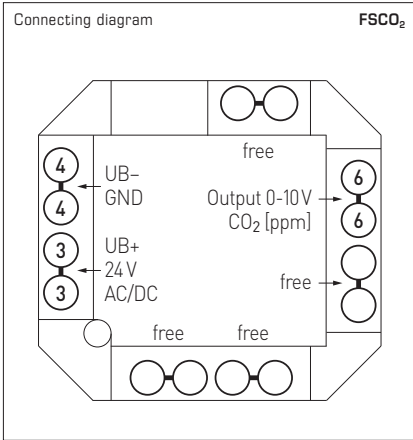 Connecting diagram
FSCO₂
free
4
4
UB–
GND
6
6
Output 0-10 V
CO₂ [ppm]
3
3
UB+
24 V
AC/DC
free
free
free